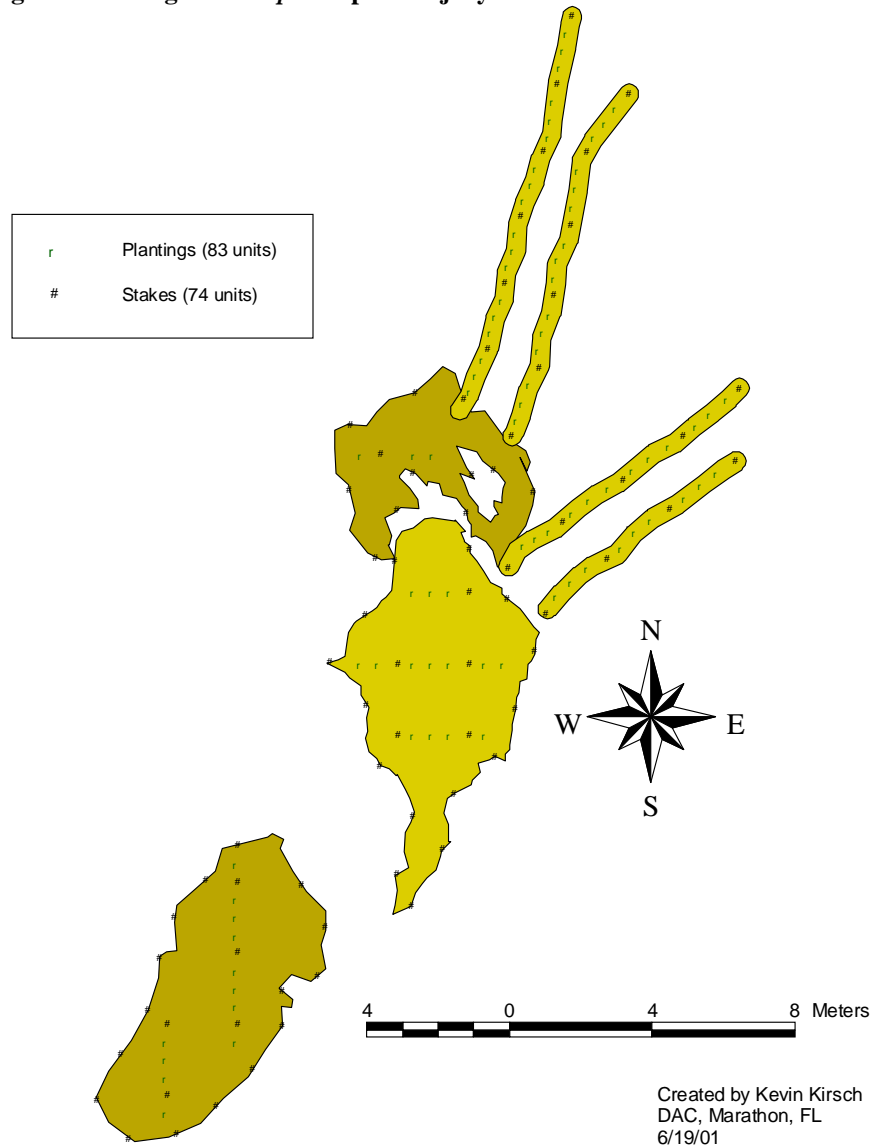 r Plantings (83 units)
# Stakes (74 units)
N
W E
S
4 0 4 8 Meters
Created by Kevin Kirsch
DAC, Marathon, FL
6/19/01